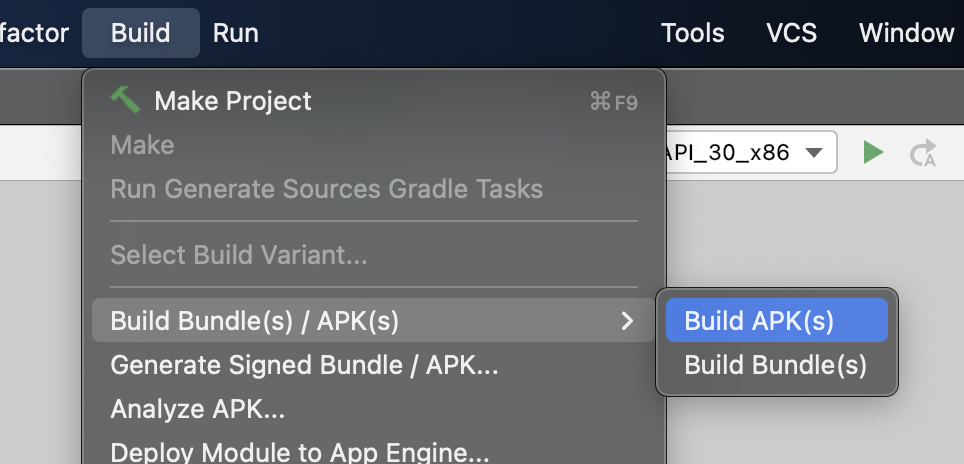 factor Build Run Tools VCS Window
Make Project ⌘F9
Make
API_30_x86
Run Generate Sources Gradle Tasks
Select Build Variant...
Build Bundle(s) / APK(s)
Build APK(s)
Generate Signed Bundle / APK...
Build Bundle(s)
Analyze APK...
Deploy Module to App Engine...